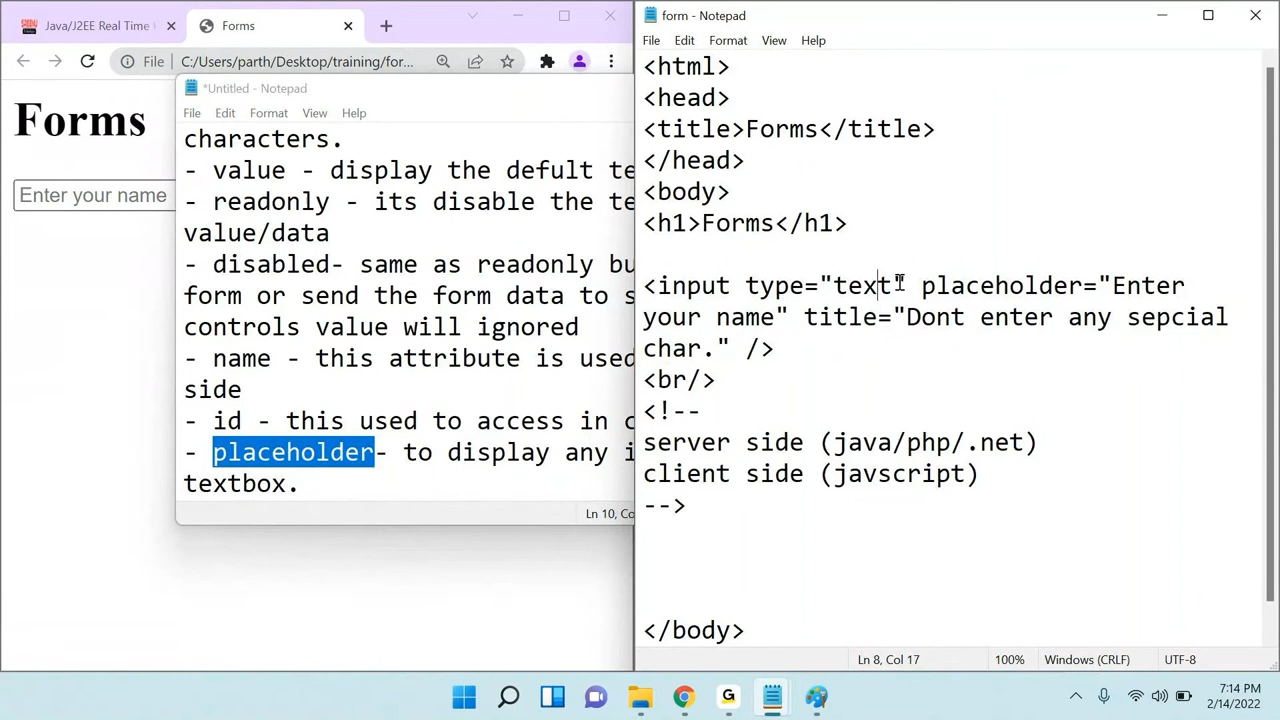 Java/J2EE Real Time
Forms
File C:/Users/parth/Desktop/training/for...
Forms
Enter your name
*Untitled - Notepad
File Edit Format View Help
characters.
- value - display the defult te
- readonly - its disable the te
value/data
- disabled- same as readonly bu
form or send the form data to s
controls value will ignored
- name - this attribute is used
side
- id - this used to access in c
- placeholder- to display any i
textbox.
Ln 10, Co
form - Notepad
File Edit Format View Help
<html>
<head>
<title>Forms</title>
</head>
<body>
<h1>Forms</h1>
<input type="text" placeholder="Enter
your name" title="Dont enter any sepcial
char." />
<br/>
<!--
server side (java/php/.net)
client side (javscript)
-->
</body>
Ln 8, Col 17 100% Windows (CRLF) UTF-8
7:14 PM
2/14/2022